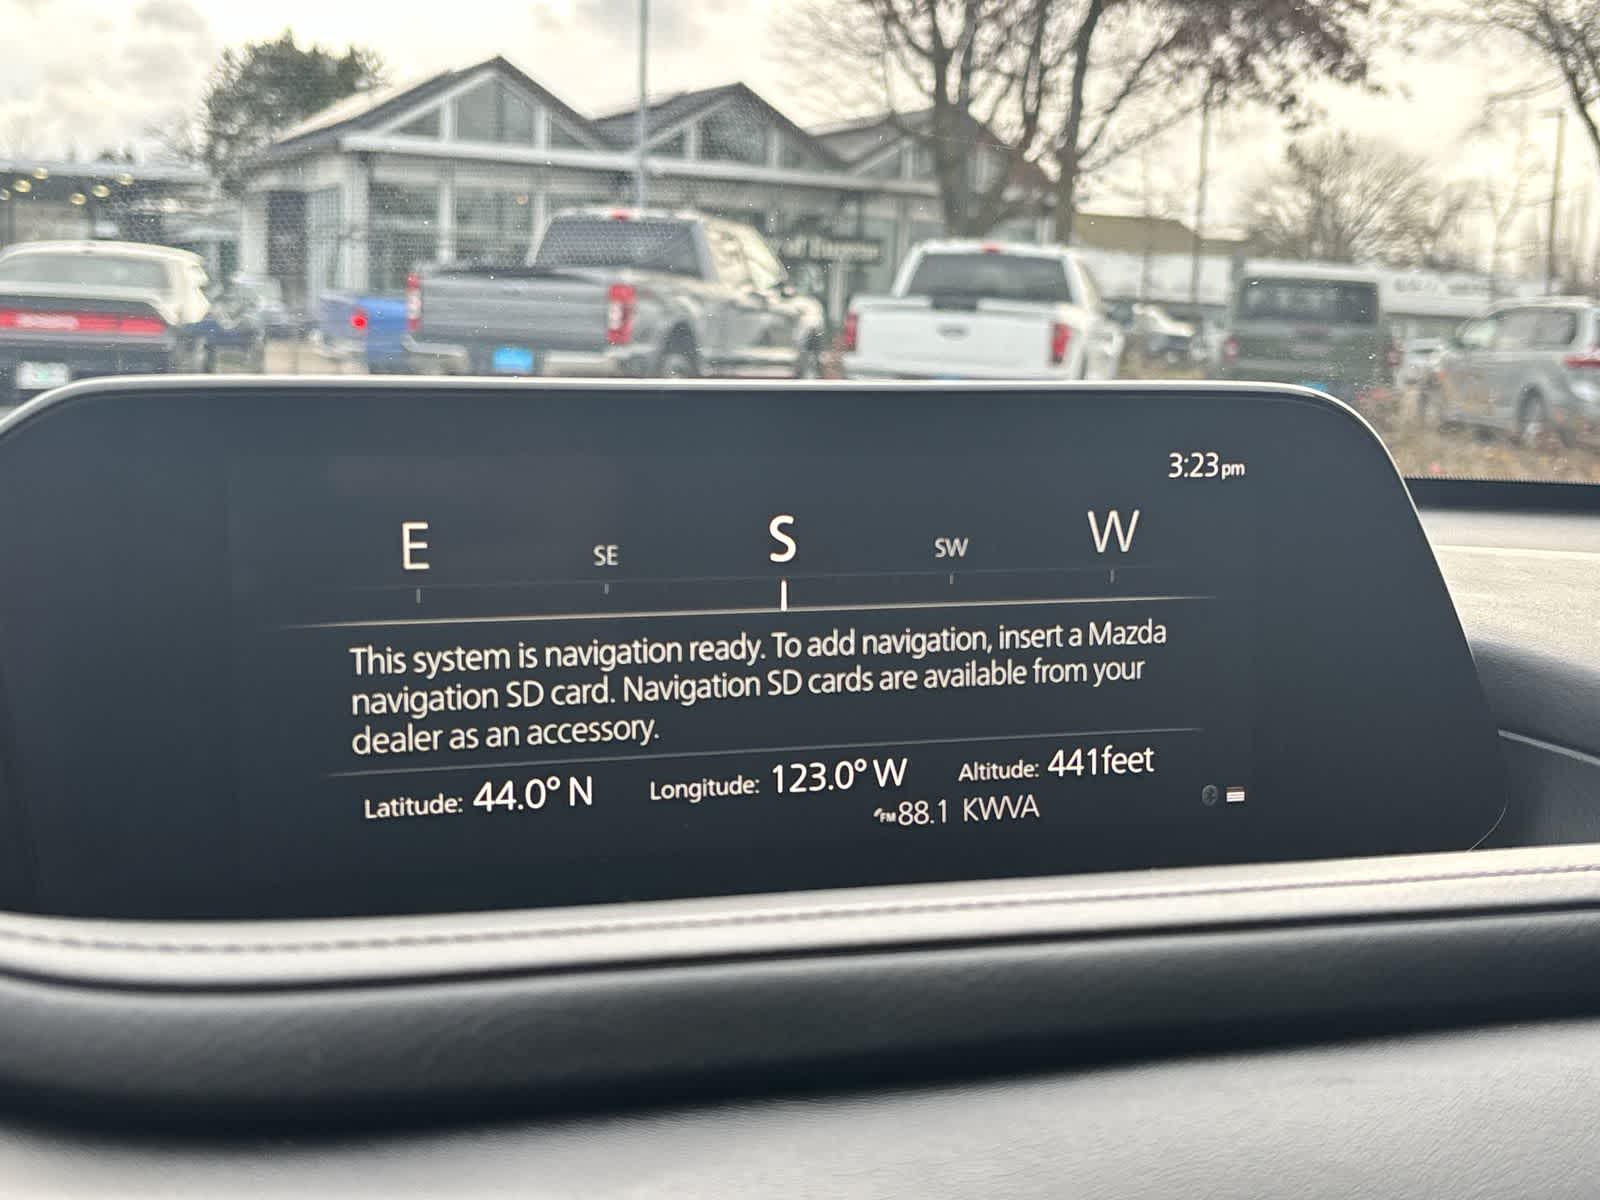 3:23pm
E SE S SW W
This system is navigation ready. To add navigation, insert a Mazda
navigation SD card. Navigation SD cards are available from your
dealer as an accessory.
Latitude: 44.0° N Longitude: 123.0° W Altitude: 441feet
FM 88.1 KWVA